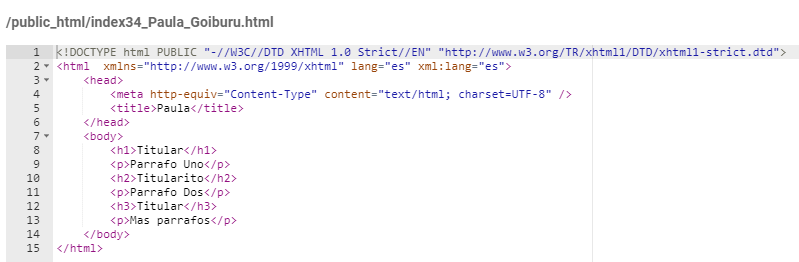 /public_html/index34_Paula_Goiburu.html
1 <!DOCTYPE html PUBLIC "-//W3C//DTD XHTML 1.0 Strict//EN" "http://www.w3.org/TR/xhtml1/DTD/xhtml1-strict.dtd">
2 <html  xmlns="http://www.w3.org/1999/xhtml" lang="es" xml:lang="es">
3     <head>
4         <meta http-equiv="Content-Type" content="text/html; charset=UTF-8" />
5         <title>Paula</title>
6     </head>
7     <body>
8         <h1>Titular</h1>
9         <p>Parrafo Uno</p>
10         <h2>Titularito</h2>
11         <p>Parrafo Dos</p>
12         <h3>Titular</h3>
13         <p>Mas parrafos</p>
14     </body>
15 </html>